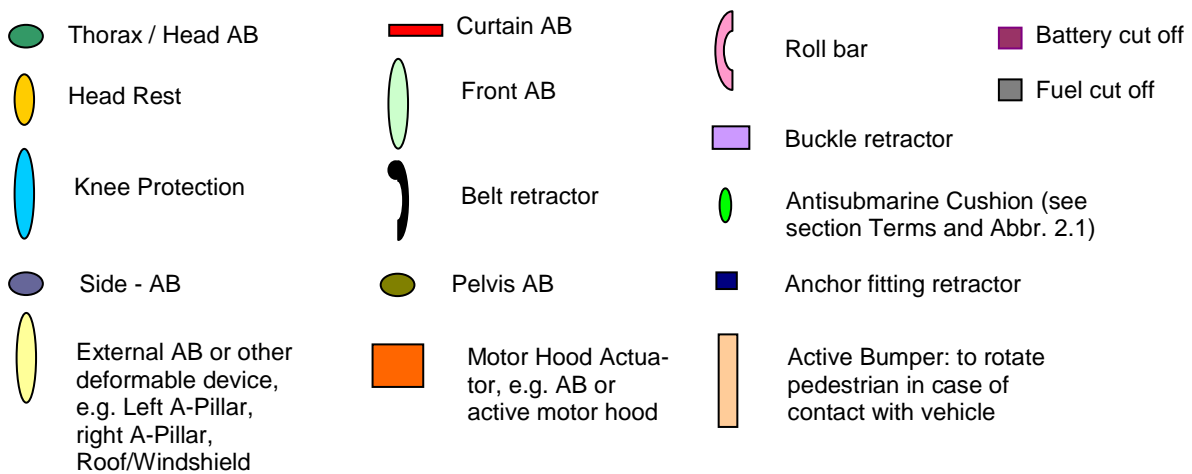 Thorax / Head AB
Head Rest
Knee Protection
Side - AB
External AB or other
deformable device,
e.g. Left A-Pillar,
right A-Pillar,
Roof/Windshield
Curtain AB
Front AB
Belt retractor
Pelvis AB
Motor Hood Actua-
tor, e.g. AB or
active motor hood
Roll bar
Buckle retractor
Antisubmarine Cushion (see
section Terms and Abbr. 2.1)
Anchor fitting retractor
Active Bumper: to rotate
pedestrian in case of
contact with vehicle
Battery cut off
Fuel cut off